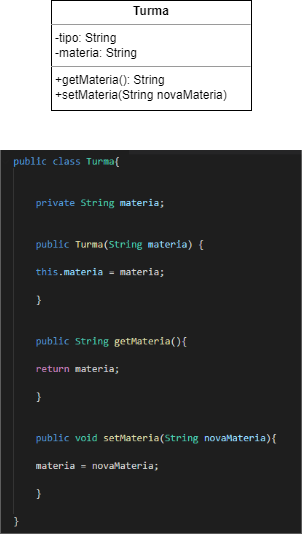 Turma
-tipo: String
-materia: String
+getMateria(): String
+setMateria(String novaMateria)
public class Turma{
private String materia;
public Turma(String materia) {
this.materia = materia;
}
public String getMateria(){
return materia;
}
public void setMateria(String novaMateria){
materia = novaMateria;
}
}